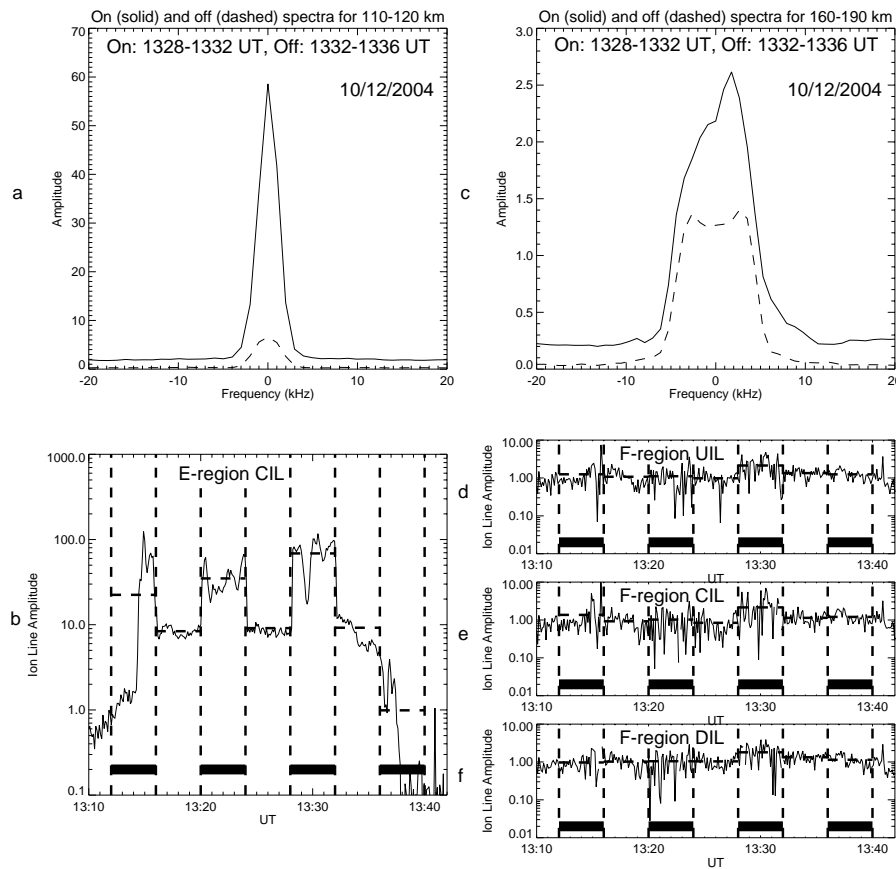 On (solid) and off (dashed) spectra for 110-120 km
On: 1328-1332 UT, Off: 1332-1336 UT
10/12/2004
70
60
50
40
30
20
10
0
Amplitude
a
-20 -10 0 10 20
Frequency (kHz)
On (solid) and off (dashed) spectra for 160-190 km
On: 1328-1332 UT, Off: 1332-1336 UT
10/12/2004
3.0
2.5
2.0
1.5
1.0
0.5
0.0
Amplitude
c
-20 -10 0 10 20
Frequency (kHz)
E-region CIL
1000.0
100.0
10.0
1.0
0.1
Ion Line Amplitude
b
13:10 13:20 13:30 13:40
UT
F-region UIL
10.00
1.00
0.10
0.01
Ion Line Amplitude
d
13:10 13:20 13:30 13:40
UT
F-region CIL
10.00
1.00
0.10
0.01
Ion Line Amplitude
e
13:10 13:20 13:30 13:40
UT
F-region DIL
10.00
1.00
0.10
0.01
Ion Line Amplitude
f
13:10 13:20 13:30 13:40
UT